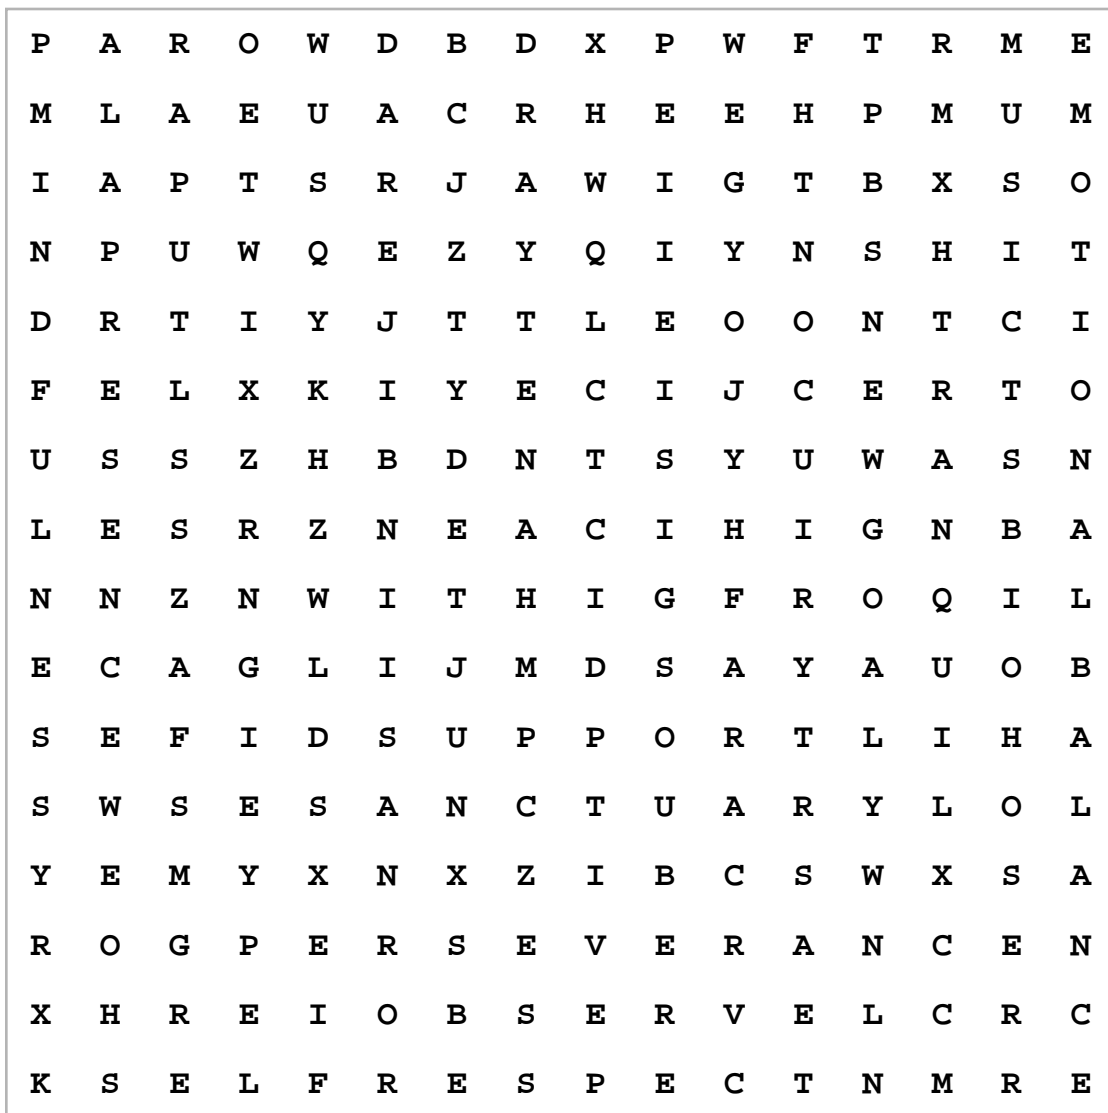 P A R O W D B D X P W F T R M E
M L A E U A C R H E E H P M U M
I A P T S R J A W I G T B X S O
N P U W Q E Z Y Q I Y N S H I T
D R T I Y J T T L E O O N T C I
F E L X K I Y E C I J C E R T O
U S S Z H B D N T S Y U W A S N
L E S R Z N E A C I H I G N B A
N N Z N W I T H I G F R O Q I L
E C A G L I J M D S A Y A U O B
S E F I D S U P P O R T L I H A
S W S E S A N C T U A R Y L O L
Y E M Y X N X Z I B C S W X S A
R O G P E R S E V E R A N C E N
X H R E I O B S E R V E L C R C
K S E L F R E S P E C T N M R E